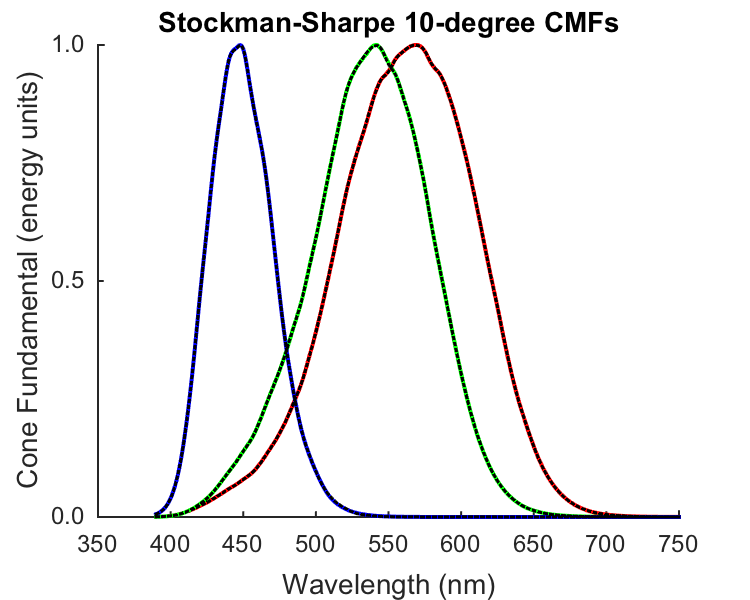 Stockman-Sharpe 10-degree CMFs
1.0
0.5
0.0
Cone Fundamental (energy units)
350 400 450 500 550 600 650 700 750
Wavelength (nm)